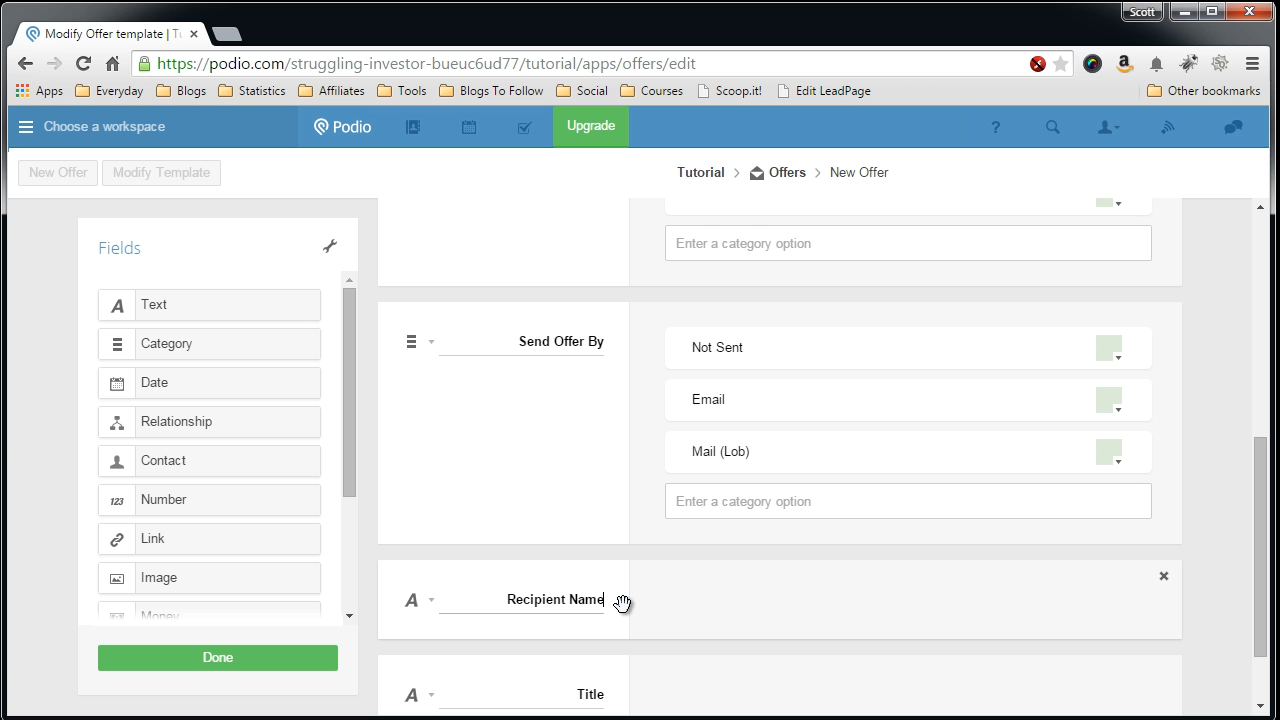 Scott
Modify Offer template | Tu
https://podio.com/struggling-investor-bueuc6ud77/tutorial/apps/offers/edit
Apps Everyday Blogs Statistics Affiliates Tools Blogs To Follow Social Courses Scoop.it! Edit LeadPage Other bookmarks
Choose a workspace Podio Upgrade ?
New Offer Modify Template Tutorial > Offers > New Offer
Fields
A Text
Category
Date
Relationship
Contact
123 Number
Link
Image
Money
Done
Enter a category option
Send Offer By
Not Sent
Email
Mail (Lob)
Enter a category option
A Recipient Name
A Title